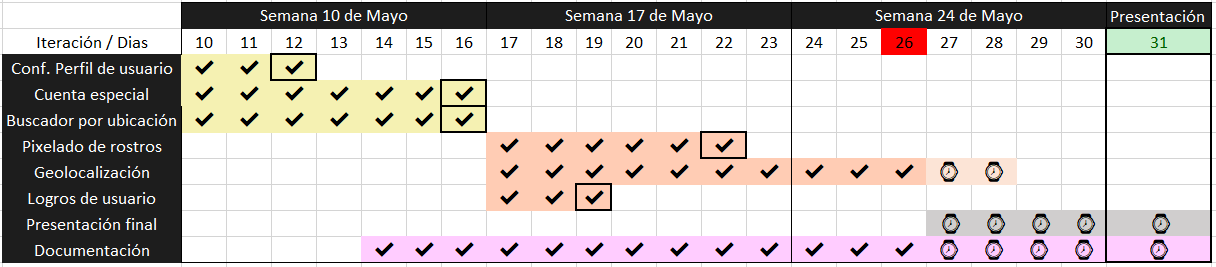 Semana 10 de Mayo Semana 17 de Mayo Semana 24 de Mayo Presentación
Iteración / Dias 10 11 12 13 14 15 16 17 18 19 20 21 22 23 24 25 26 27 28 29 30 31
Conf. Perfil de usuario
Cuenta especial
Buscador por ubicación
Pixelado de rostros
Geolocalización
Logros de usuario
Presentación final
Documentación